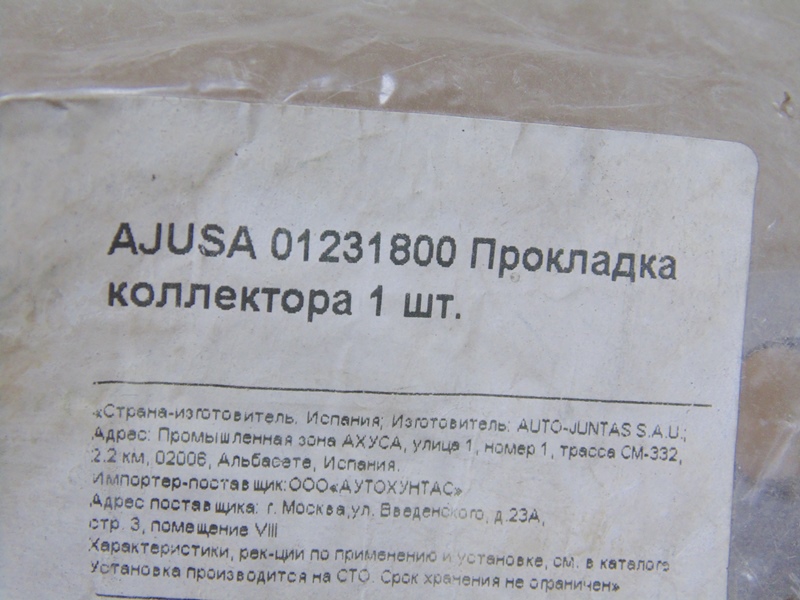 AJUSA 01231800 Прокладка
коллектора 1 шт.
«Страна-изготовитель. Испания; Изготовитель: AUTO-JUNTAS S.A.U.;
Адрес: Промышленная зона АХУСА, улица 1, номер 1, трасса СМ-332,
2.2 км, 02006, Альбасете, Испания.
Импортер-поставщик:ООО«АУТОХУНТАС»
Адрес поставщика: г. Москва,ул. Введенского, д.23А,
стр. 3, помещение VIII
Характеристики, рек-ции по применению и установке, см. в каталоге
Установка производится на СТО. Срок хранения не ограничен»